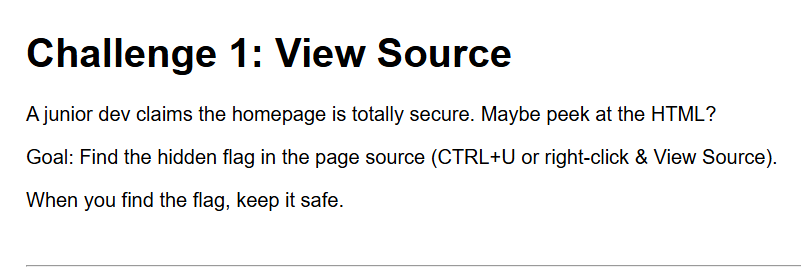 Challenge 1: View Source
A junior dev claims the homepage is totally secure. Maybe peek at the HTML?
Goal: Find the hidden flag in the page source (CTRL+U or right-click & View Source).
When you find the flag, keep it safe.